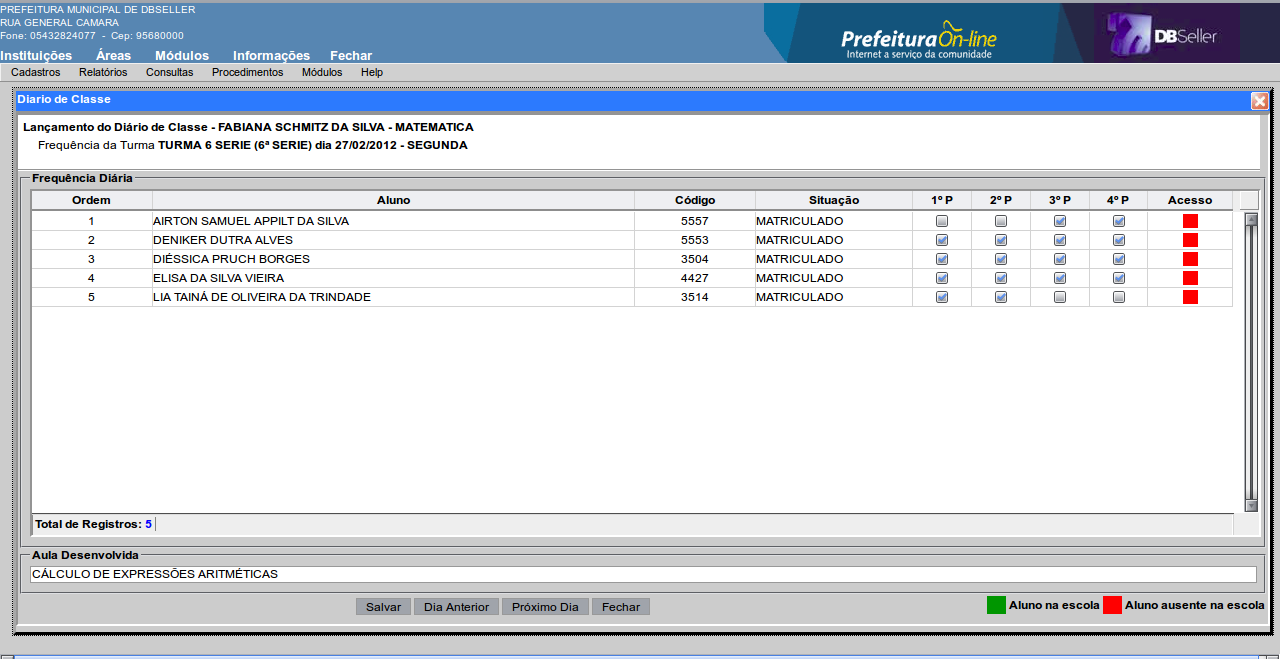 PREFEITURA MUNICIPAL DE DBSELLER
RUA GENERAL CAMARA
Fone: 05432824077 - Cep: 95680000
PrefeituraOn-line
Internet a serviço da comunidade
DBSeller
Instituições Áreas Módulos Informações Fechar
Cadastros Relatórios Consultas Procedimentos Módulos Help
Diario de Classe
Lançamento do Diário de Classe - FABIANA SCHMITZ DA SILVA - MATEMATICA
Frequência da Turma TURMA 6 SERIE (6ª SERIE) dia 27/02/2012 - SEGUNDA
Frequência Diária
Ordem Aluno Código Situação 1º P 2º P 3º P 4º P Acesso
1 AIRTON SAMUEL APPILT DA SILVA 5557 MATRICULADO
2 DENIKER DUTRA ALVES 5553 MATRICULADO
3 DIÉSSICA PRUCH BORGES 3504 MATRICULADO
4 ELISA DA SILVA VIEIRA 4427 MATRICULADO
5 LIA TAINÁ DE OLIVEIRA DA TRINDADE 3514 MATRICULADO
Total de Registros: 5
Aula Desenvolvida
CÁLCULO DE EXPRESSÕES ARITMÉTICAS
Salvar Dia Anterior Próximo Dia Fechar Aluno na escola Aluno ausente na escola